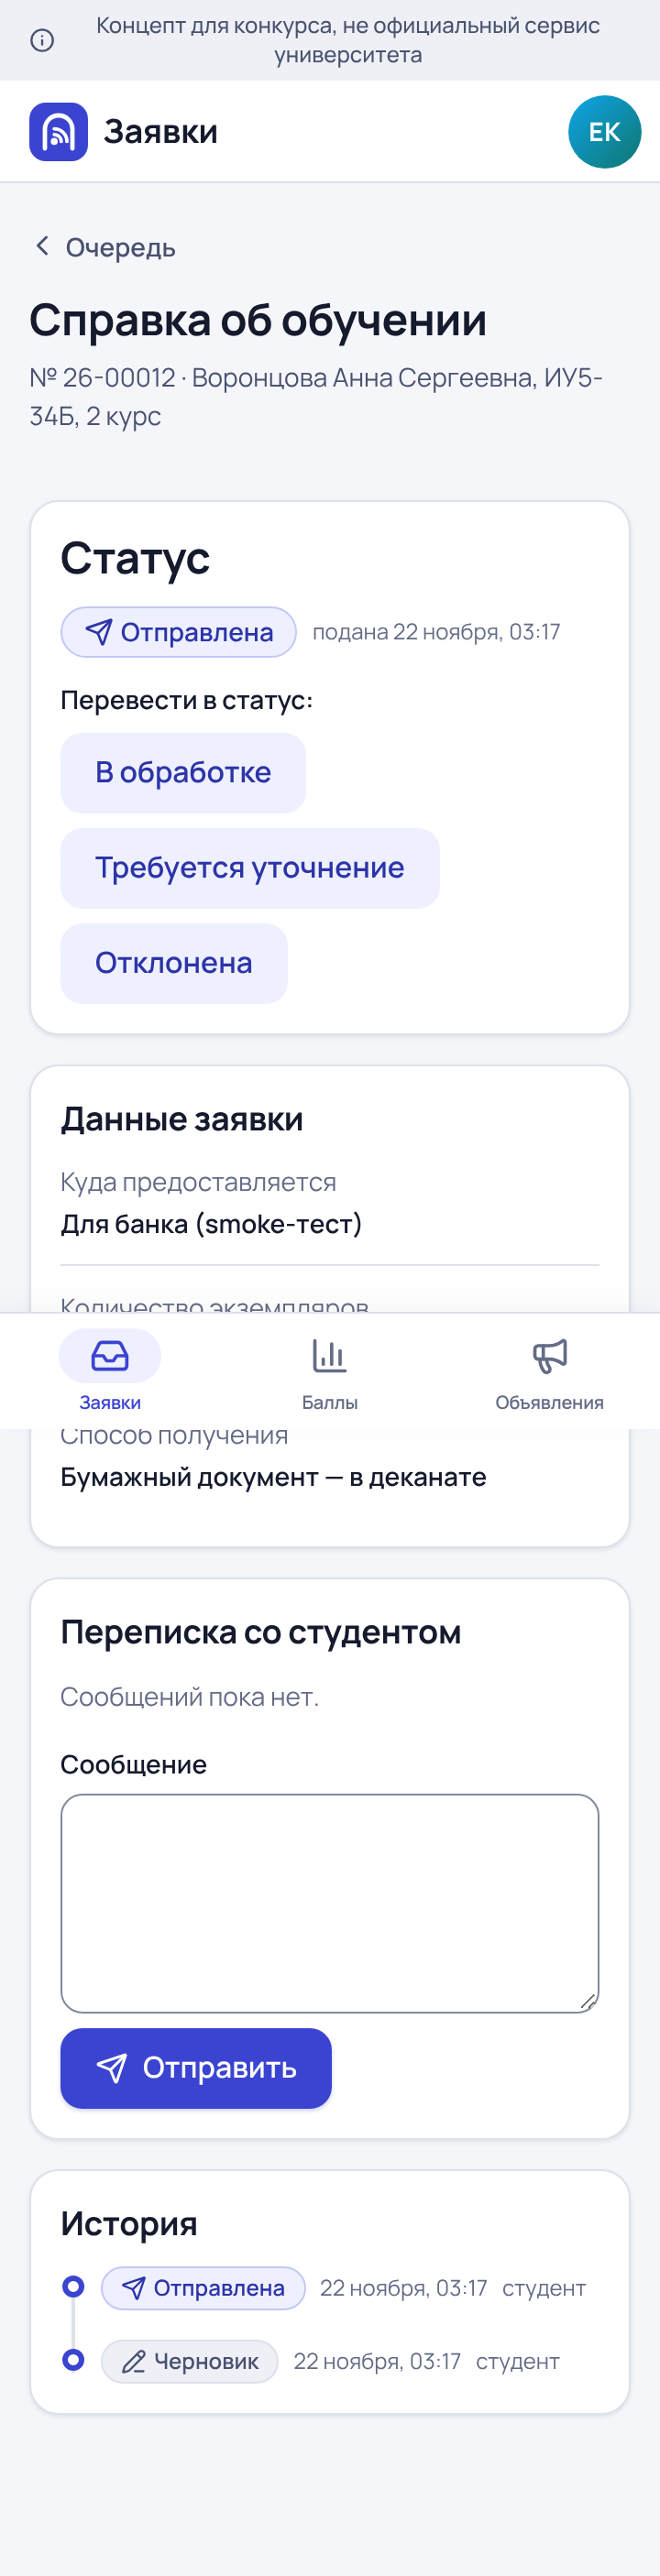 Концепт для конкурса, не официальный сервис
университета
Заявки
ЕК
Очередь
Справка об обучении
№ 26-00012 · Воронцова Анна Сергеевна, ИУ5-
34Б, 2 курс
Статус
Отправлена подана 22 ноября, 03:17
Перевести в статус:
В обработке
Требуется уточнение
Отклонена
Данные заявки
Куда предоставляется
Для банка (smoke-тест)
Количество экземпляров
Заявки Баллы Объявления
Способ получения
Бумажный документ — в деканате
Переписка со студентом
Сообщений пока нет.
Сообщение
Отправить
История
Отправлена 22 ноября, 03:17 студент
Черновик 22 ноября, 03:17 студент